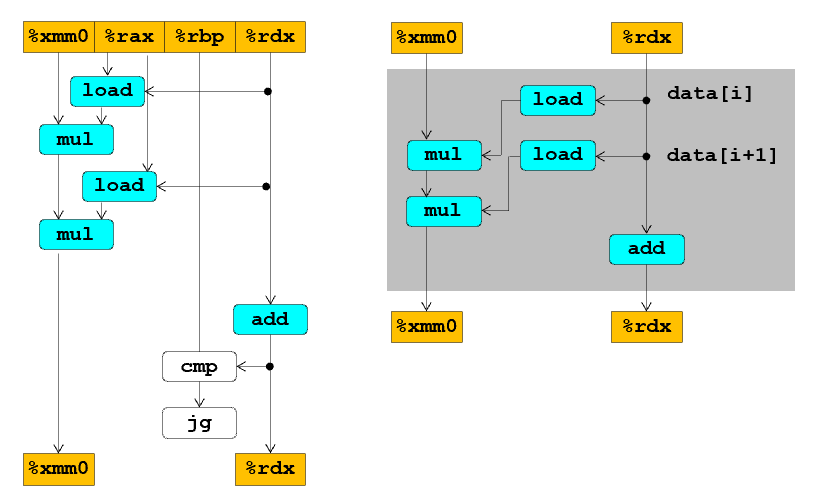 %xmm0 %rax %rbp %rdx
load
mul
load
mul
add
cmp
jg
%xmm0 %rdx
%xmm0 %rdx
load data[i]
mul load data[i+1]
mul
add
%xmm0 %rdx